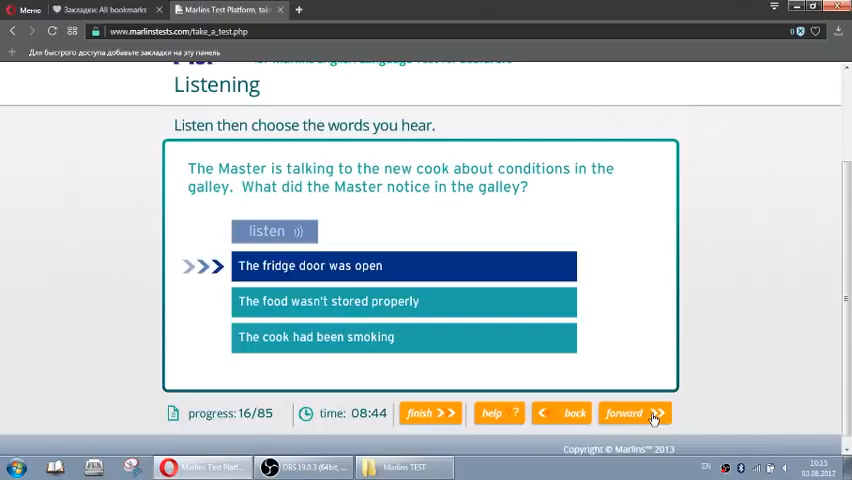 Меню
Закладки: All bookmarks
Marlins Test Platform, take
www.marlinstests.com/take_a_test.php
0
Для быстрого доступа добавьте закладки на эту панель
Listening
Listen then choose the words you hear.
The Master is talking to the new cook about conditions in the
galley. What did the Master notice in the galley?
listen
The fridge door was open
The food wasn't stored properly
The cook had been smoking
progress: 16/85
time: 08:44
finish
help ?
back
forward
Copyright © Marlins™ 2013
Marlins Test Platf...
OBS 19.0.3 (64bit, ...
Marlins TEST
EN
10:15
03.08.2017